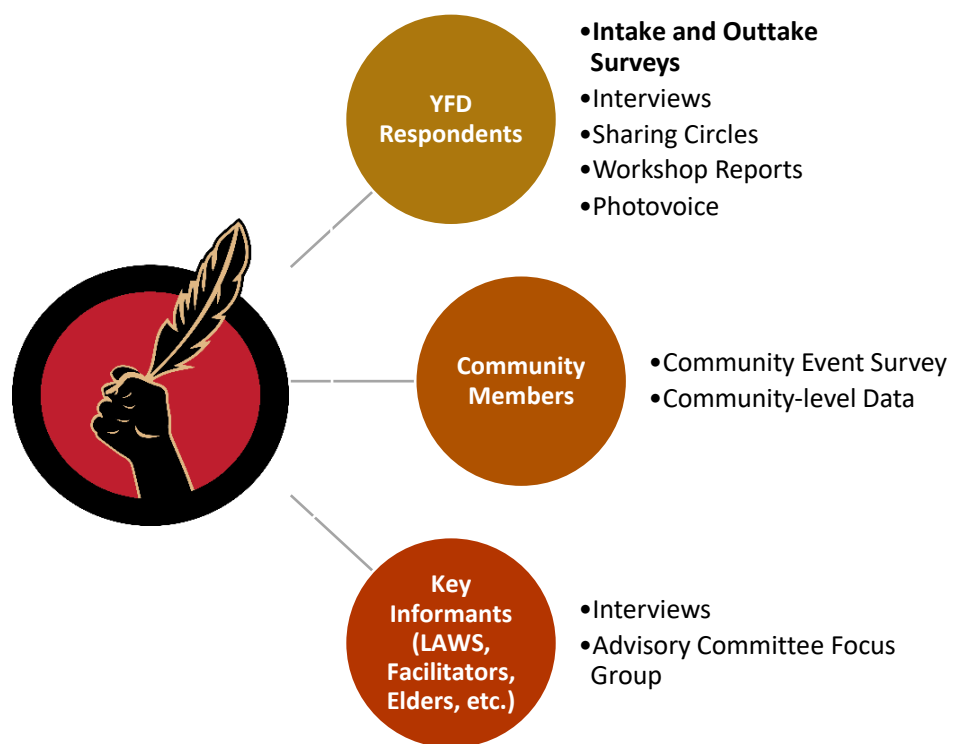 YFD
Respondents
•Intake and Outtake
Surveys
•Interviews
•Sharing Circles
•Workshop Reports
•Photovoice
Community
Members
•Community Event Survey
•Community-level Data
Key
Informants
(LAWS,
Facilitators,
Elders, etc.)
•Interviews
•Advisory Committee Focus
Group